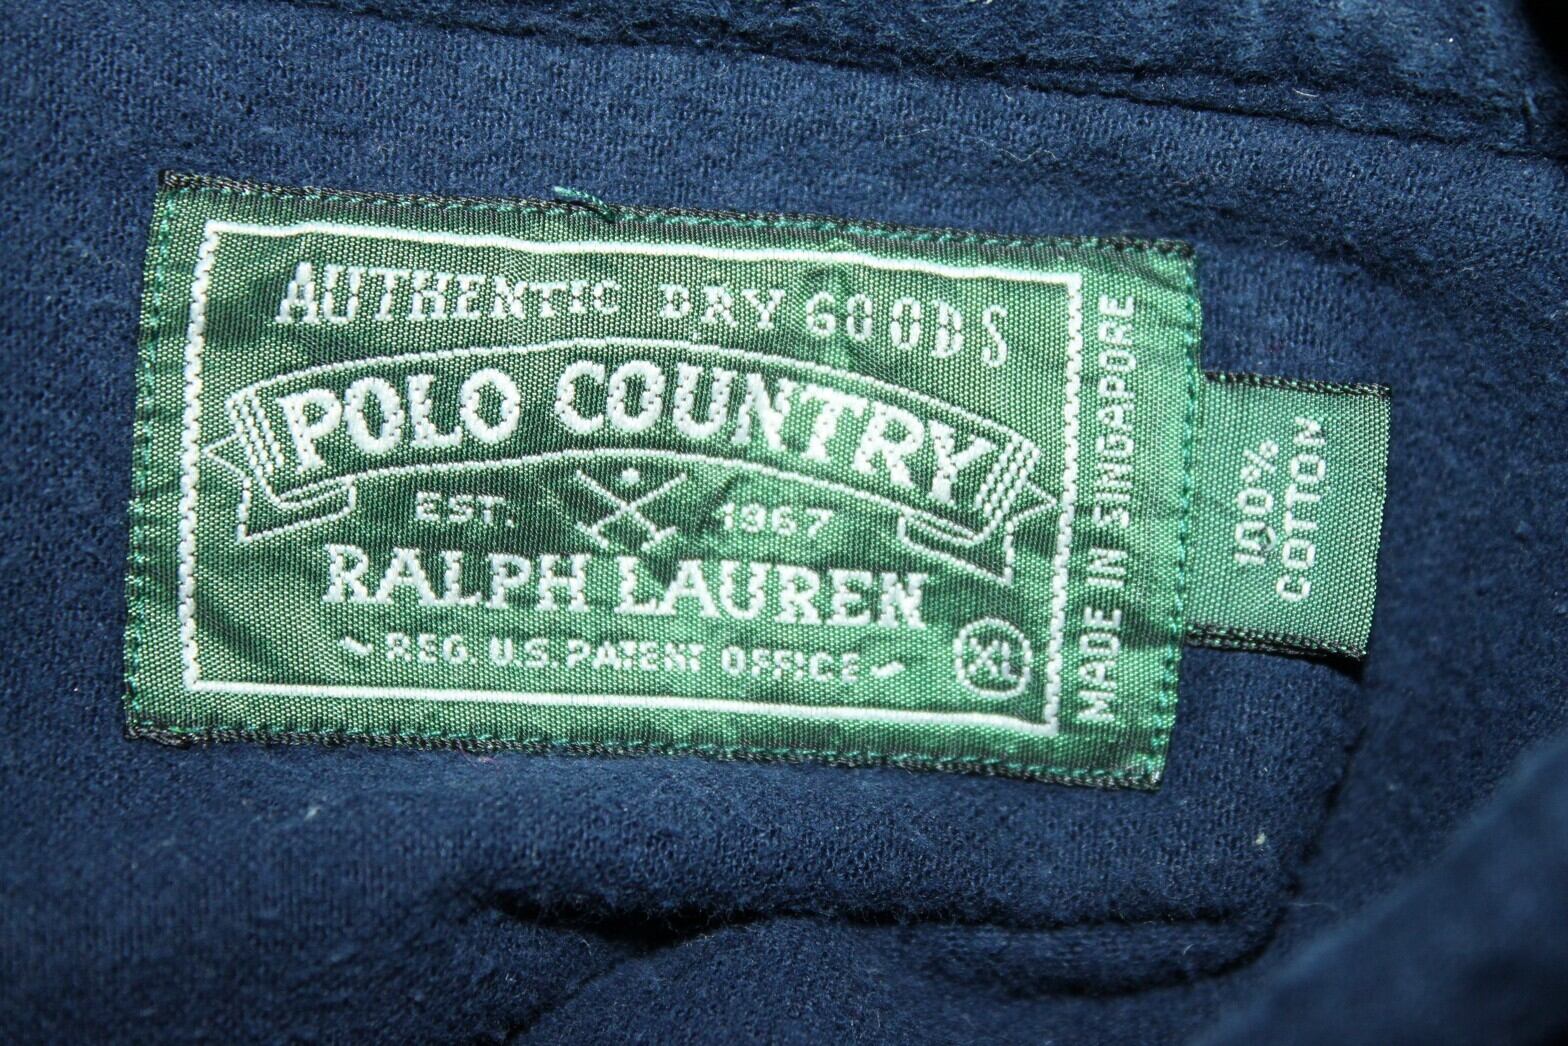 AUTHENTIC DRY GOODS
POLO COUNTRY
EST. 1967
RALPH LAUREN
~ REG. U.S. PATENT OFFICE ~
XL
MADE IN SINGAPORE
100%
COTTON